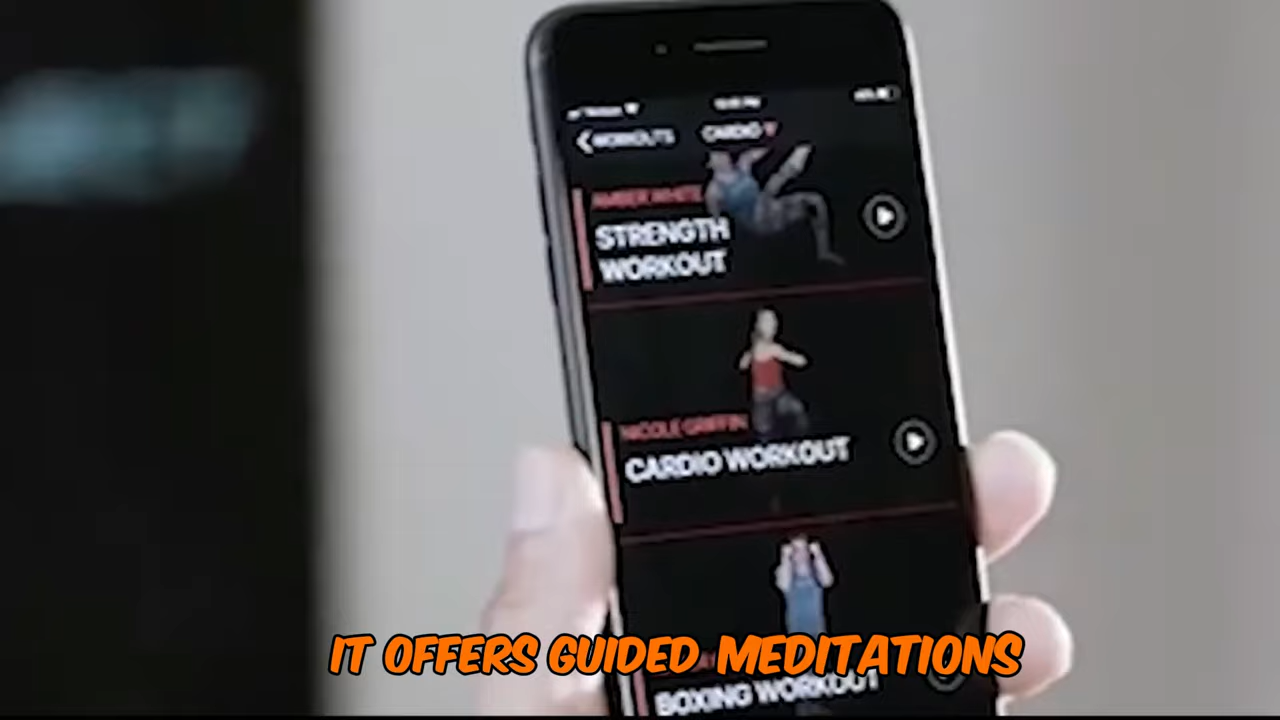 WORKOUTS CARDIO
AMBER WHITE
STRENGTH
WORKOUT
NICOLE GRIFFIN
CARDIO WORKOUT
IT OFFERS GUIDED MEDITATIONS
BOXING WORKOUT